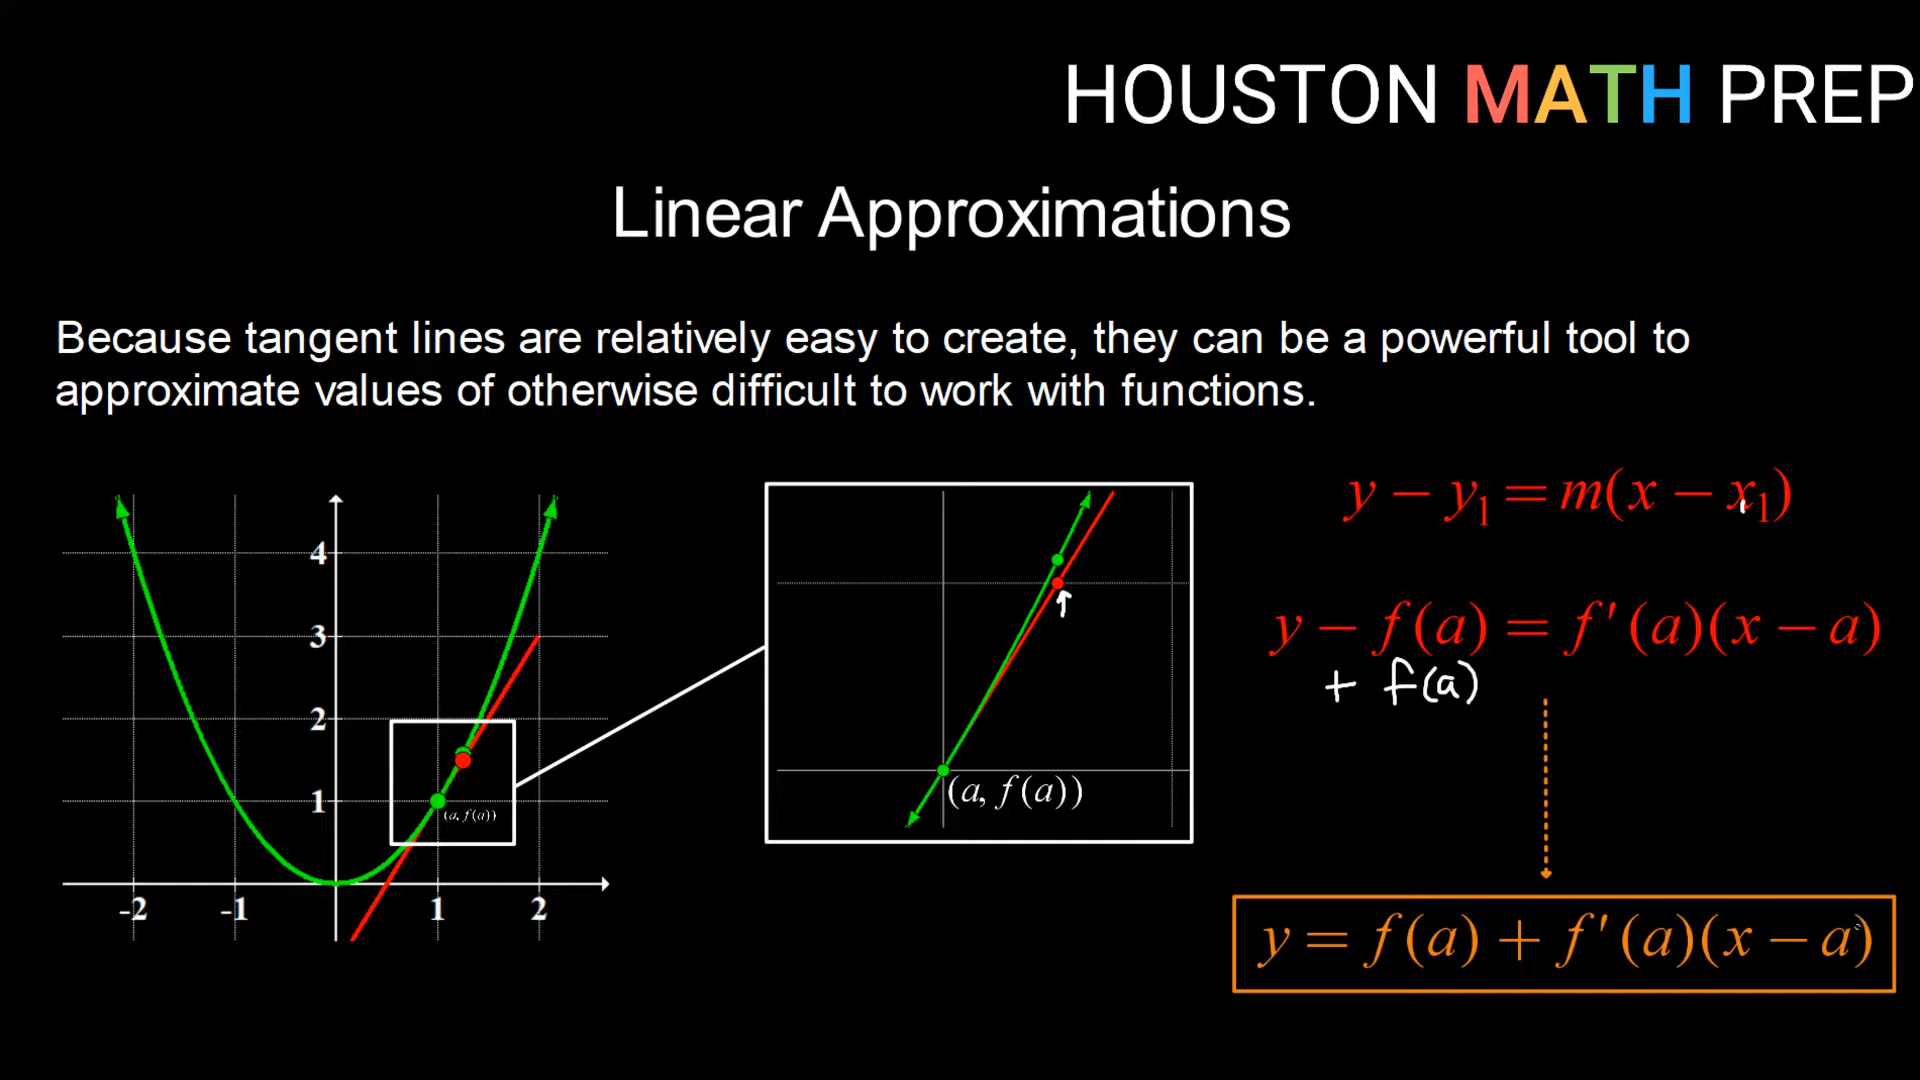 HOUSTON MATH PREP
Linear Approximations
Because tangent lines are relatively easy to create, they can be a powerful tool to
approximate values of otherwise difficult to work with functions.
4
3
2
1
-2 -1 1 2
(a, f(a))
(a, f(a))
y − y₁ = m(x − x₁)
y − f(a) = f'(a)(x − a)
+ f(a)
y = f(a) + f'(a)(x − a)